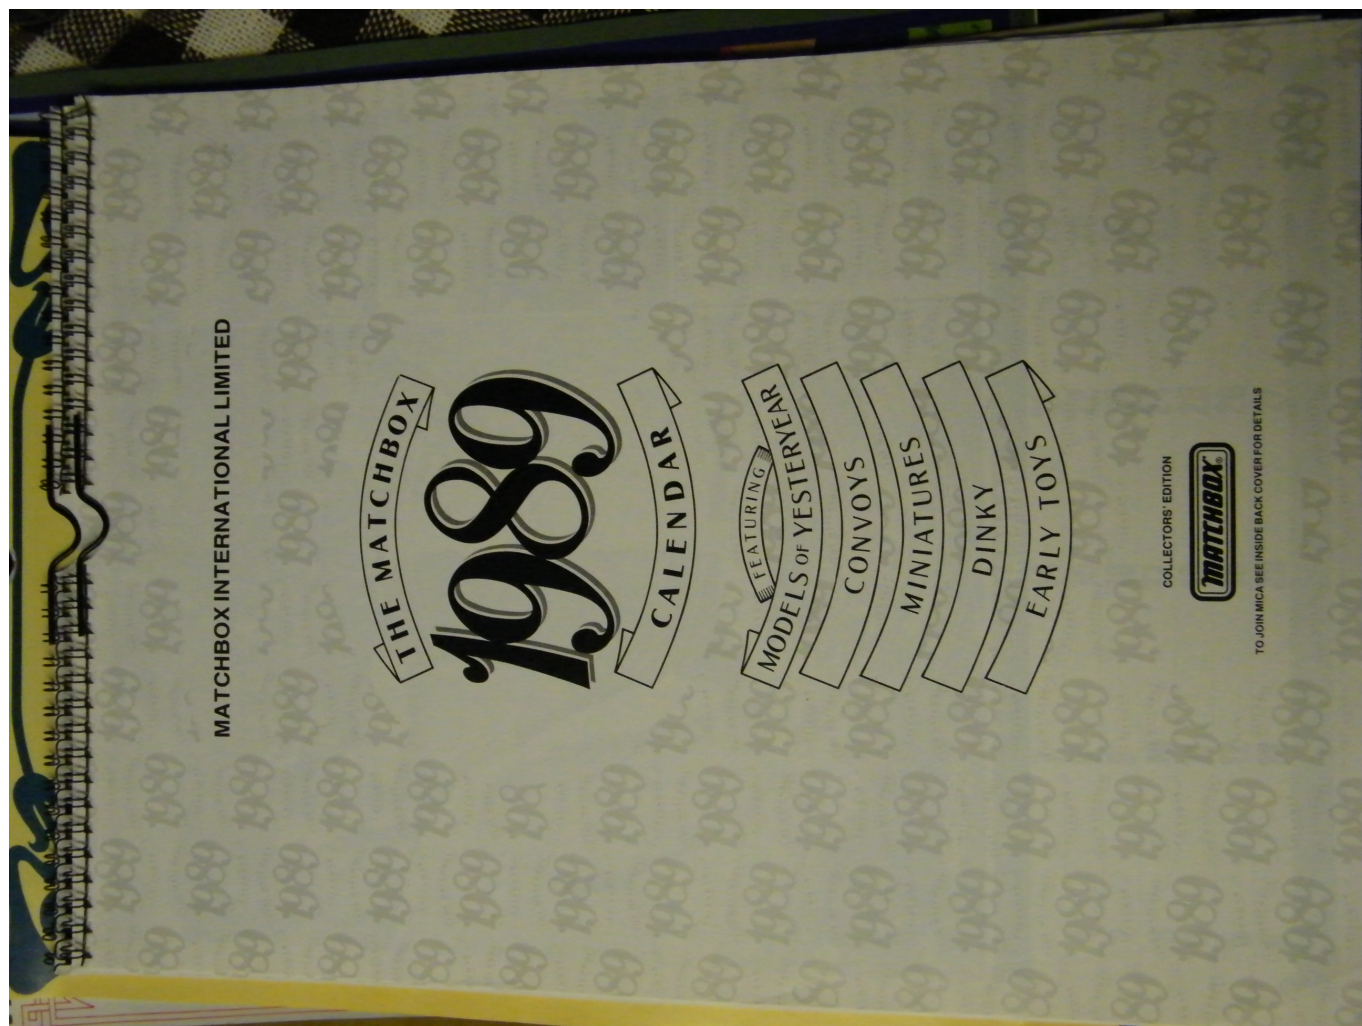 MATCHBOX INTERNATIONAL LIMITED
THE MATCHBOX
1989
CALENDAR
FEATURING
MODELS OF YESTERYEAR
CONVOYS
MINIATURES
DINKY
EARLY TOYS
COLLECTORS' EDITION
MATCHBOX®
TO JOIN MICA SEE INSIDE BACK COVER FOR DETAILS